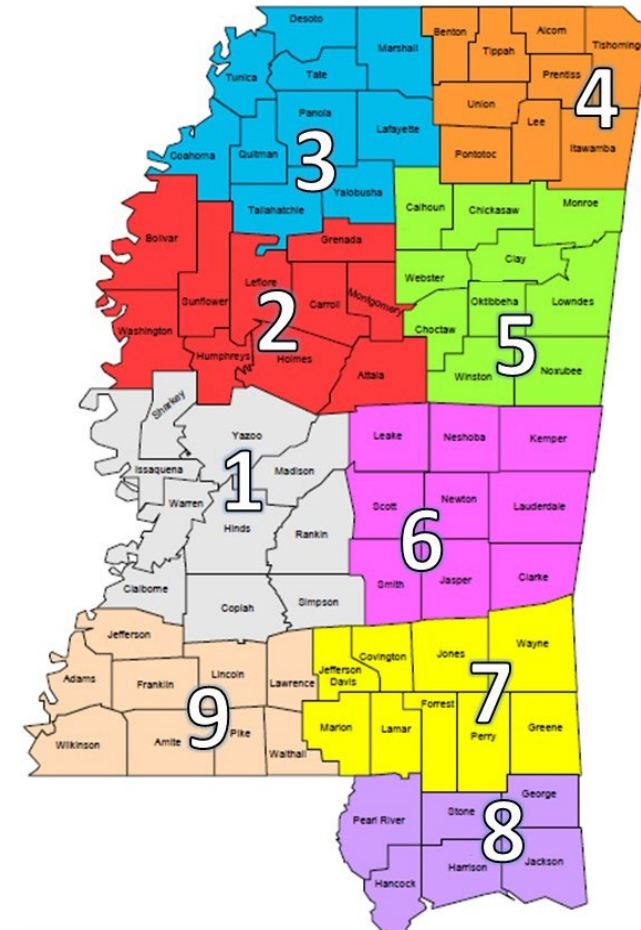 Desoto
Benton
Alcorn
Tippah
Tishoming
Marshall
Tunica
Tate
Prentiss
4
Panola
Union
Lee
Lafayette
Coahoma
Quitman
3
Pontotoc
Itawamba
Yalobusha
Tallahatchie
Calhoun
Chickasaw
Monroe
Bolivar
Grenada
Clay
Webster
Leflore
Sunflower
2
Carroll
Montgomery
Oktibbeha
Lowndes
Washington
Choctaw
5
Humphreys
Holmes
Attala
Winston
Noxubee
Sharkey
Yazoo
Leake
Neshoba
Kemper
Issaquena
1
Madison
Warren
Scott
Newton
Lauderdale
Hinds
Rankin
6
Smith
Jasper
Clarke
Claiborne
Copiah
Simpson
Jefferson
Covington
Jones
Wayne
Adams
Franklin
Lincoln
Lawrence
Jefferson
Davis
7
Forrest
9
Pike
Marion
Lamar
Perry
Greene
Wilkinson
Amite
Walthall
George
Pearl River
Stone
8
Hancock
Harrison
Jackson